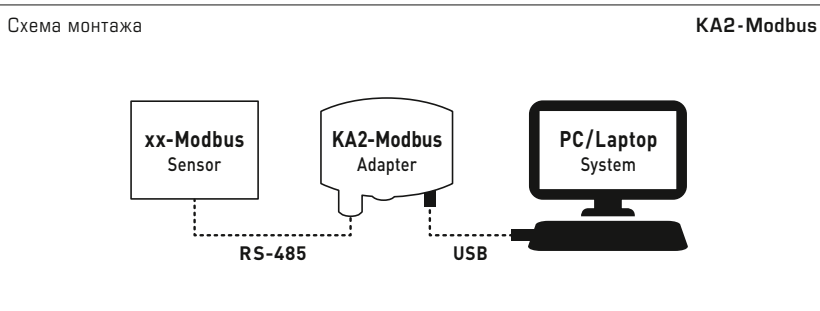 Схема монтажа
KA2-Modbus
xx-Modbus
Sensor
KA2-Modbus
Adapter
PC/Laptop
System
RS-485
USB